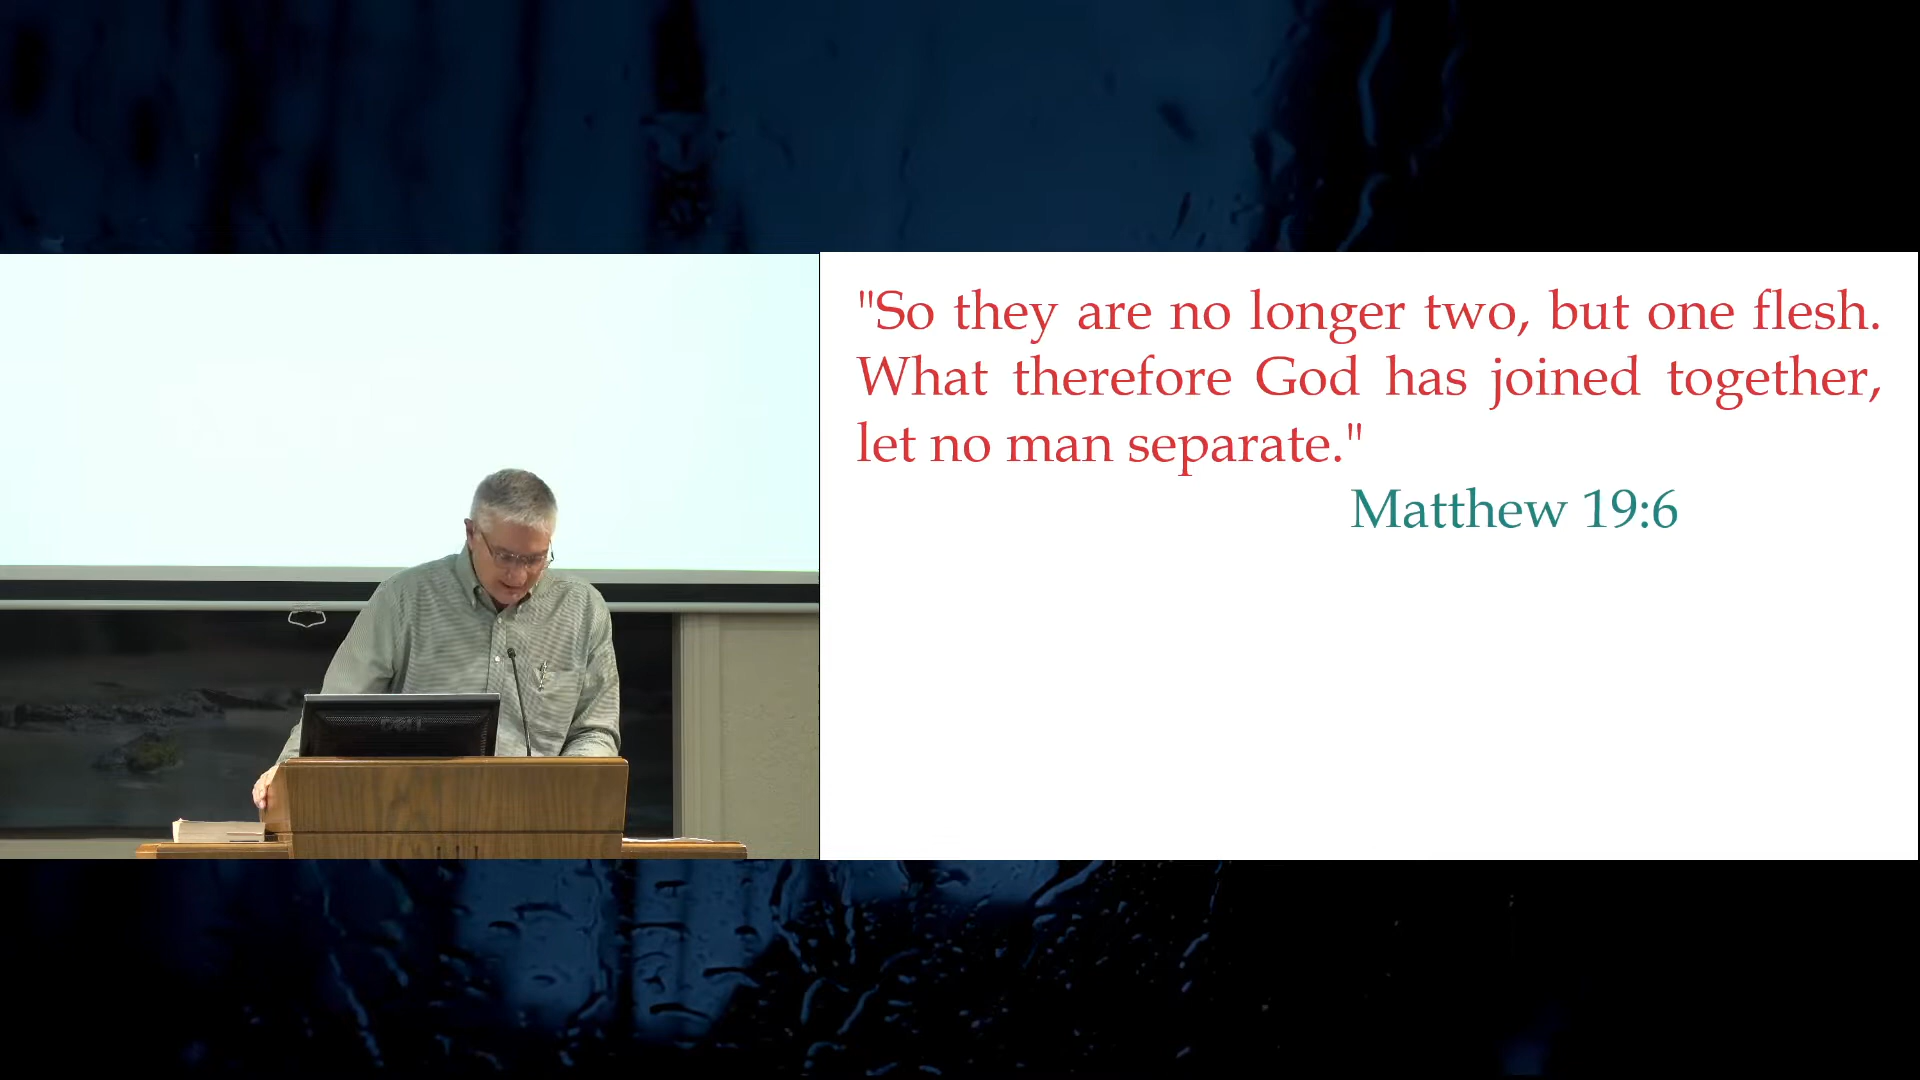 "So they are no longer two, but one flesh.
What therefore God has joined together,
let no man separate."
Matthew 19:6
DELL